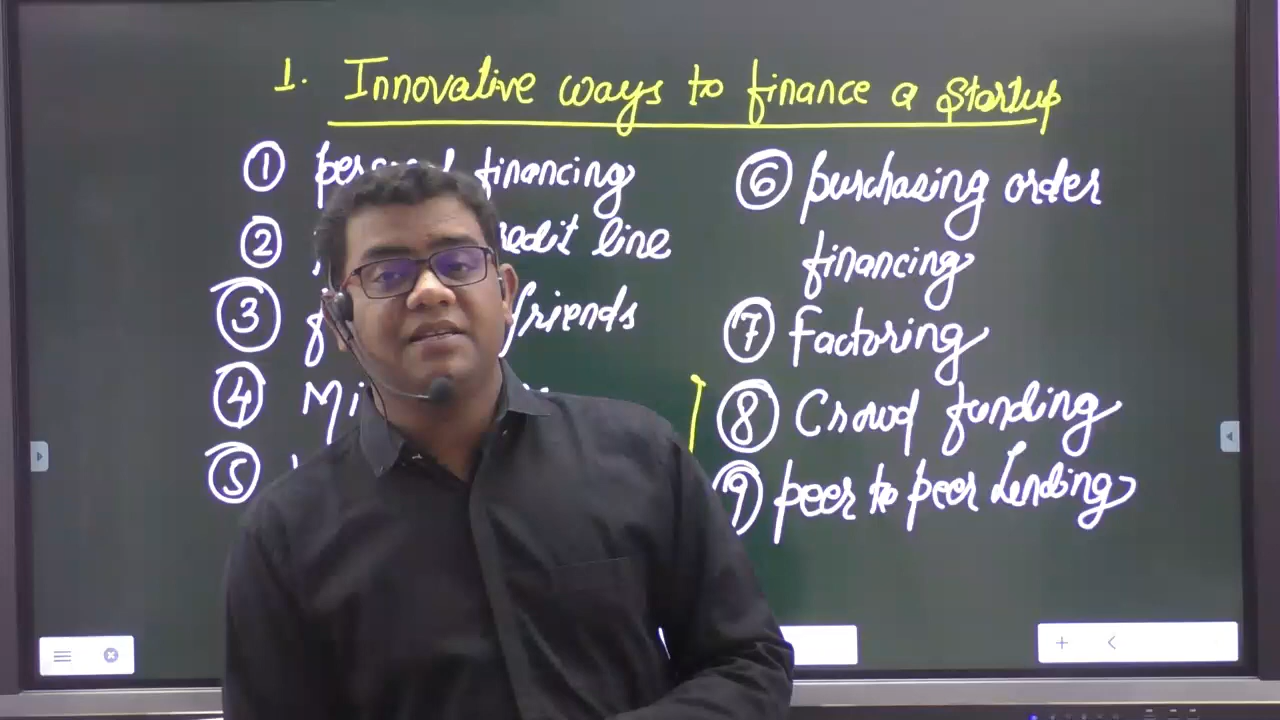 1. Innovative ways to finance a startup
① financing
② credit line
③ friends
④
⑤
⑥ purchasing order
financing
⑦ factoring
⑧ Crowd funding
⑨ peer to peer Lending